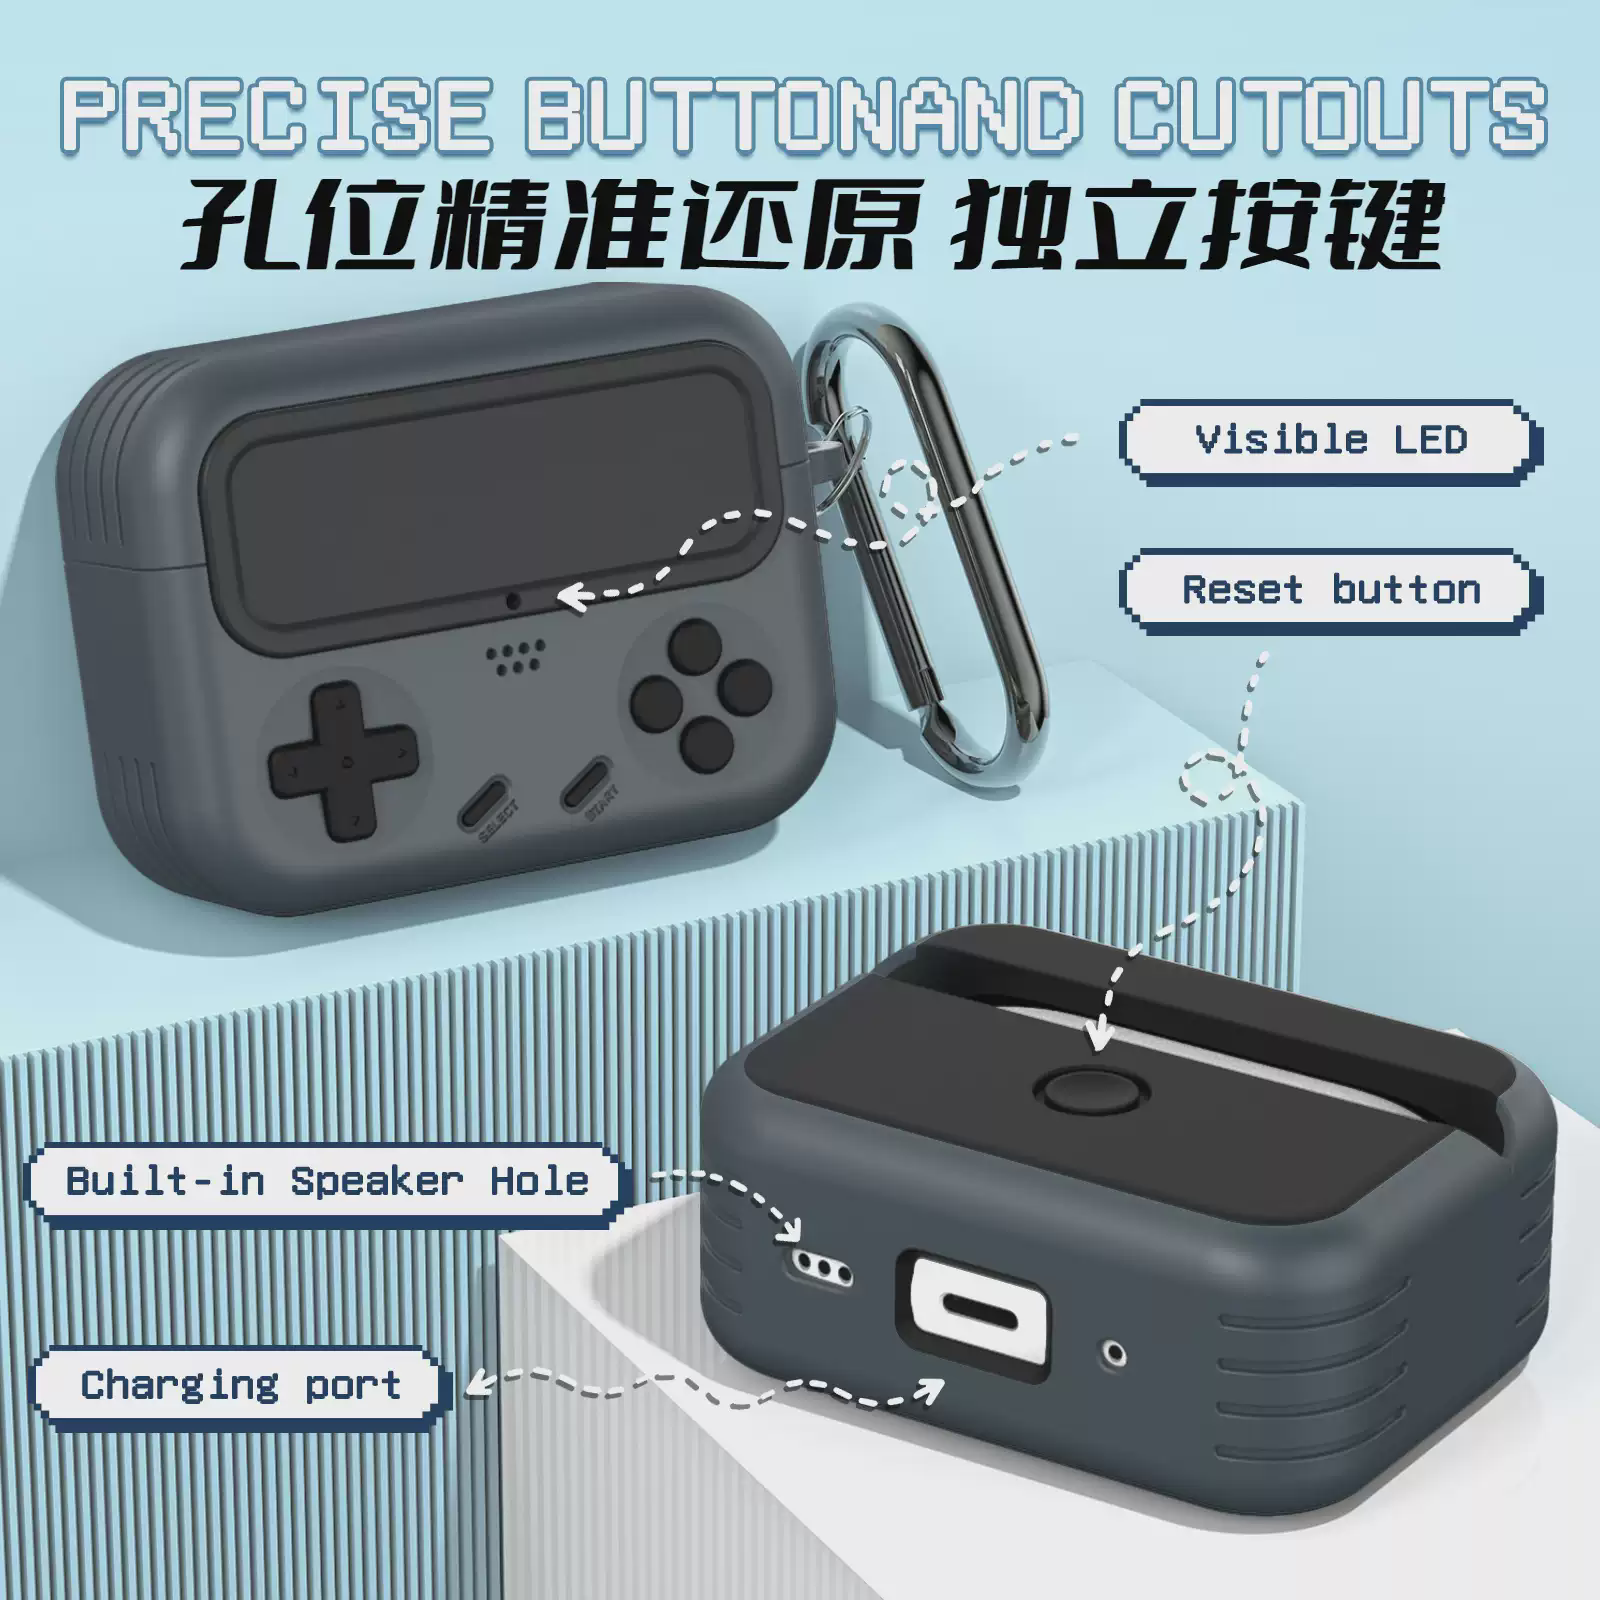 PRECISE BUTTONAND CUTOUTS
孔位精准还原 独立按键
Visible LED
Reset button
SELECT
START
Built-in Speaker Hole
Charging port